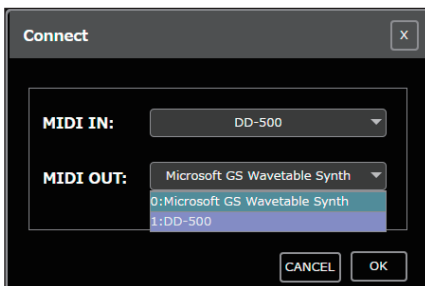 Connect
X
MIDI IN:
DD-500
MIDI OUT:
Microsoft GS Wavetable Synth
0:Microsoft GS Wavetable Synth
1:DD-500
CANCEL
OK